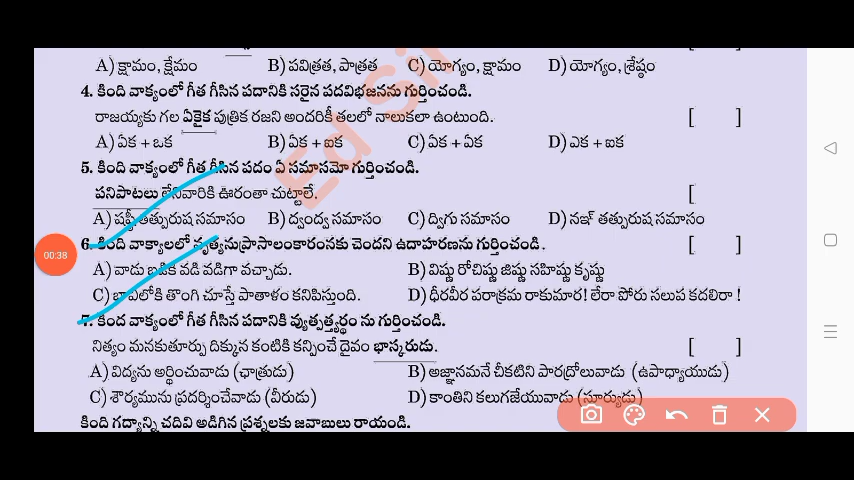 A) క్షామం, క్షేమం B) పవిత్రత, పాత్రత C) యోగ్యం, క్షామం D) యోగ్యం, శ్రేష్ఠం
4. కింది వాక్యంలో గీత గీసిన పదానికి సరైన పదవిభజనను గుర్తించండి.
రాజయ్యకు గల ఏకైక పుత్రిక రజని అందరికీ తలలో నాలుకలా ఉంటుంది. [ ]
A) ఏక + ఒక B) ఏక + ఐక C) ఏక + ఏక D) ఎక + ఐక
5. కింది వాక్యంలో గీత గీసిన పదం ఏ సమాసమో గుర్తించండి.
పనిపాటలు లేనివారికి ఊరంతా చుట్టాలే. [
A) షష్ఠీతత్పురుష సమాసం B) ద్వంద్వ సమాసం C) ద్విగు సమాసం D) నఞ్ తత్పురుష సమాసం
6. కింది వాక్యాలలో వృత్యనుప్రాసాలంకారంనకు చెందని ఉదాహరణను గుర్తించండి. [ ]
A) వాడు బడికి వడి వడిగా వచ్చాడు. B) విష్ణు రోచిష్ణు జిష్ణు సహిష్ణు కృష్ణు
C) బావిలోకి తొంగి చూస్తే పాతాళం కనిపిస్తుంది. D) ధీరవీర పరాక్రమ రాకుమార! లేరా పోరు సలుప కదలిరా !
7. కింద వాక్యంలో గీత గీసిన పదానికి వ్యుత్పత్త్యర్థం ను గుర్తించండి.
నిత్యం మనకుతూర్పు దిక్కున కంటికి కన్పించే దైవం భాస్కరుడు. [ ]
A) విద్యను అర్థించువాడు (ఛాత్రుడు) B) అజ్ఞానమనే చీకటిని పారద్రోలువాడు (ఉపాధ్యాయుడు)
C) శౌర్యమును ప్రదర్శించేవాడు (వీరుడు) D) కాంతిని కలుగజేయువాడు (సూర్యుడు)
కింది గద్యాన్ని చదివి అడిగిన ప్రశ్నలకు జవాబులు రాయండి.
00:38